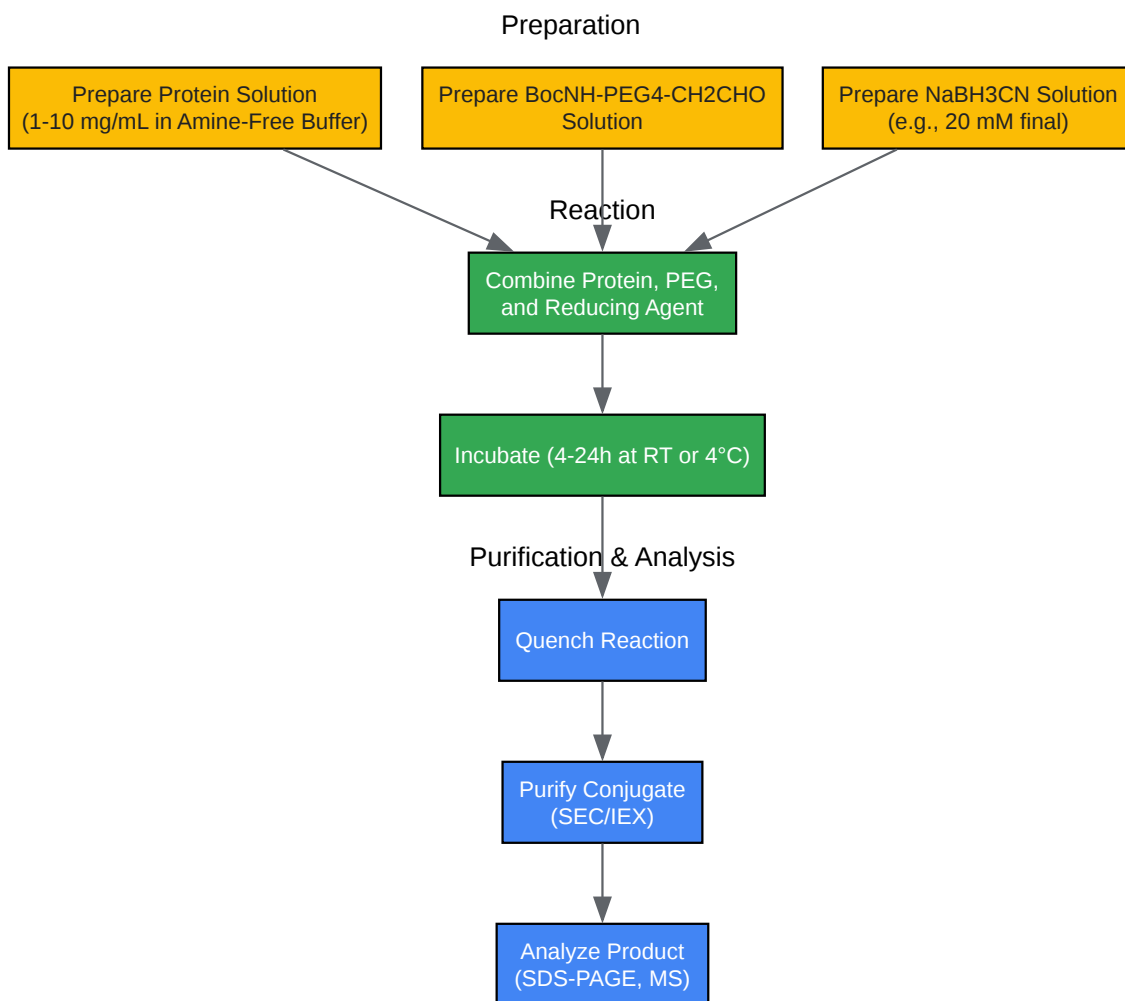 Preparation
Prepare Protein Solution
(1-10 mg/mL in Amine-Free Buffer)
Prepare BocNH-PEG4-CH2CHO
Solution
Prepare NaBH3CN Solution
(e.g., 20 mM final)
Reaction
Combine Protein, PEG,
and Reducing Agent
Incubate (4-24h at RT or 4°C)
Purification & Analysis
Quench Reaction
Purify Conjugate
(SEC/IEX)
Analyze Product
(SDS-PAGE, MS)